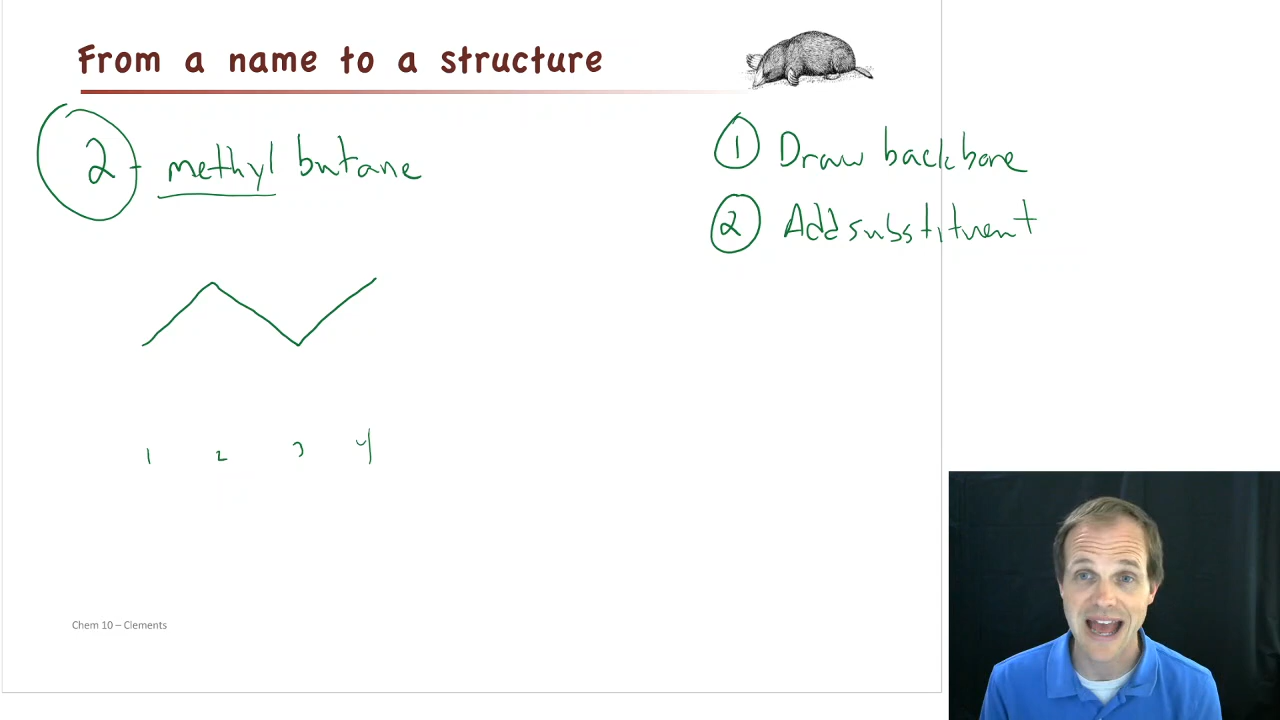 From a name to a structure
2-methyl butane
① Draw backbone
② Add substituent
1 2 3 4
Chem 10 – Clements